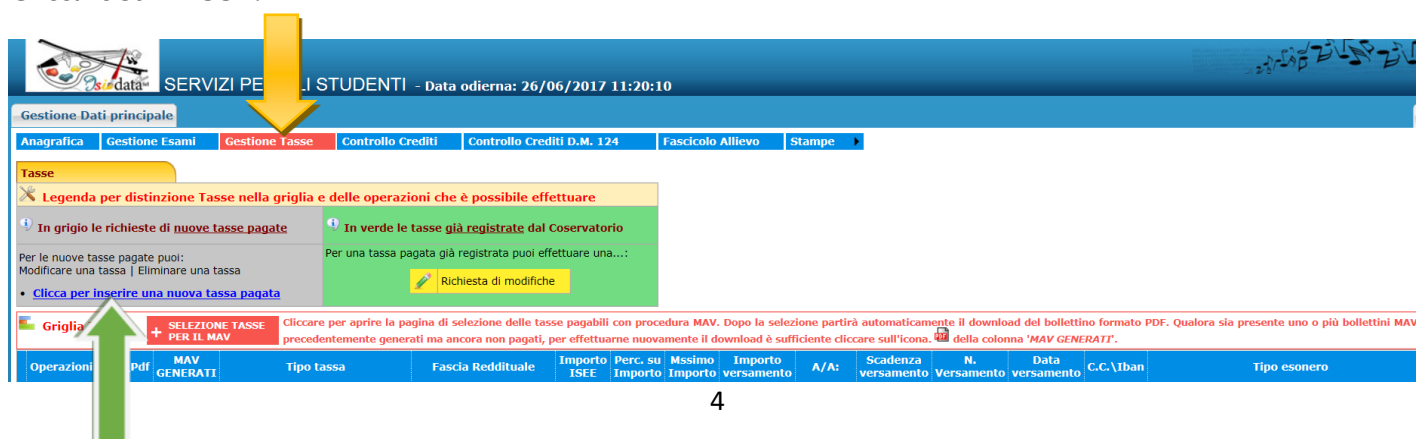 Isidata
SERVIZI PE LI STUDENTI - Data odierna: 26/06/2017 11:20:10
Gestione Dati principale
Anagrafica Gestione Esami Gestione Tasse Controllo Crediti Controllo Crediti D.M. 124 Fascicolo Allievo Stampe
Tasse
Legenda per distinzione Tasse nella griglia e delle operazioni che è possibile effettuare
In grigio le richieste di nuove tasse pagate
In verde le tasse già registrate dal Coservatorio
Per le nuove tasse pagate puoi:
Modificare una tassa | Eliminare una tassa
• Clicca per inserire una nuova tassa pagata
Per una tassa pagata già registrata puoi effettuare una...:
Richiesta di modifiche
Griglia
+ SELEZIONE TASSE
PER IL MAV
Cliccare per aprire la pagina di selezione delle tasse pagabili con procedura MAV. Dopo la selezione partirà automaticamente il download del bollettino formato PDF. Qualora sia presente uno o più bollettini MAV
precedentemente generati ma ancora non pagati, per effettuarne nuovamente il download è sufficiente cliccare sull'icona. della colonna 'MAV GENERATI'.
Operazioni Pdf MAV GENERATI Tipo tassa Fascia Reddituale Importo ISEE Perc. su Importo Mssimo Importo Importo versamento A/A: Scadenza versamento N. Versamento Data versamento C.C.\Iban Tipo esonero
4